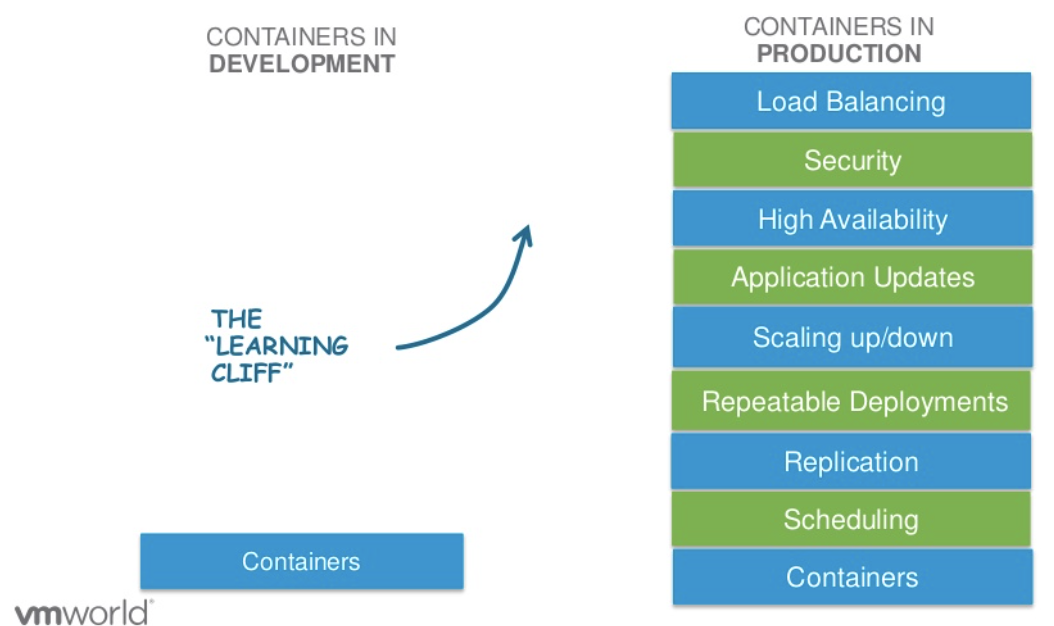 CONTAINERS IN
DEVELOPMENT
THE
“LEARNING
CLIFF”
Containers
CONTAINERS IN
PRODUCTION
Load Balancing
Security
High Availability
Application Updates
Scaling up/down
Repeatable Deployments
Replication
Scheduling
Containers
vmworld®